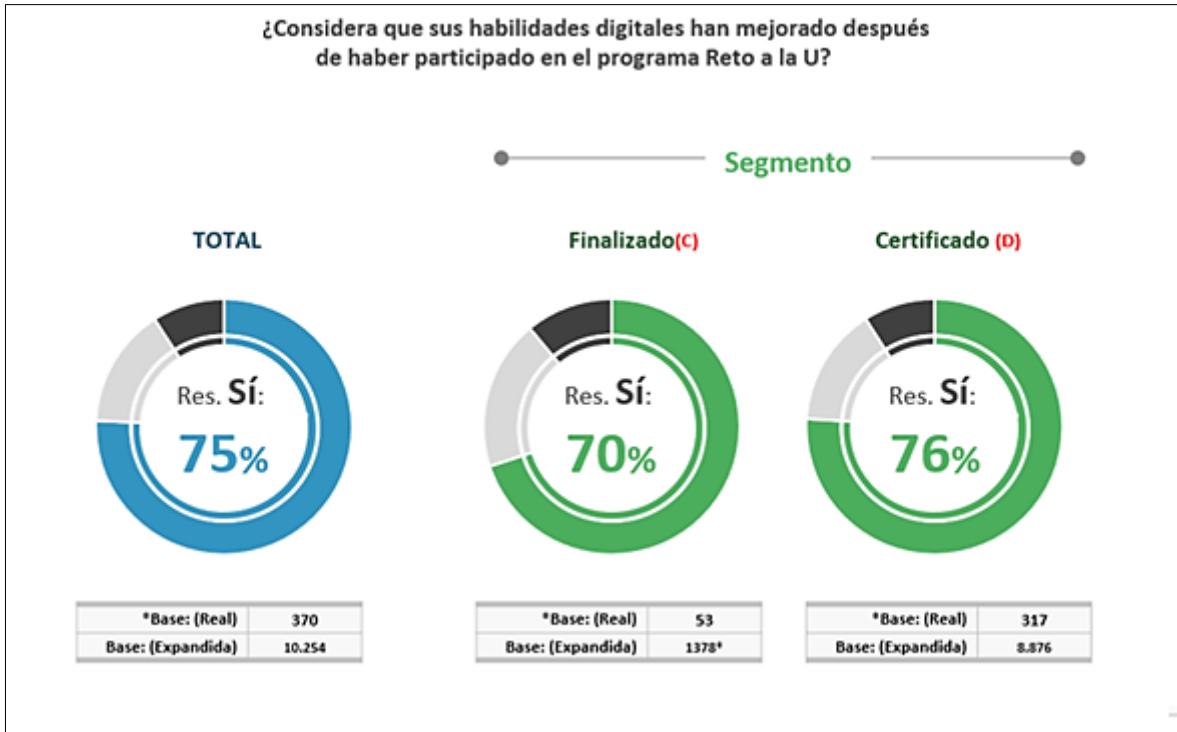 ¿Considera que sus habilidades digitales han mejorado después
de haber participado en el programa Reto a la U?
Segmento
TOTAL
Finalizado(C)
Certificado (D)
Res. Sí:
75%
Res. Sí:
70%
Res. Sí:
76%
*Base: (Real) 370
Base: (Expandida) 10.254
*Base: (Real) 53
Base: (Expandida) 1378*
*Base: (Real) 317
Base: (Expandida) 8.876